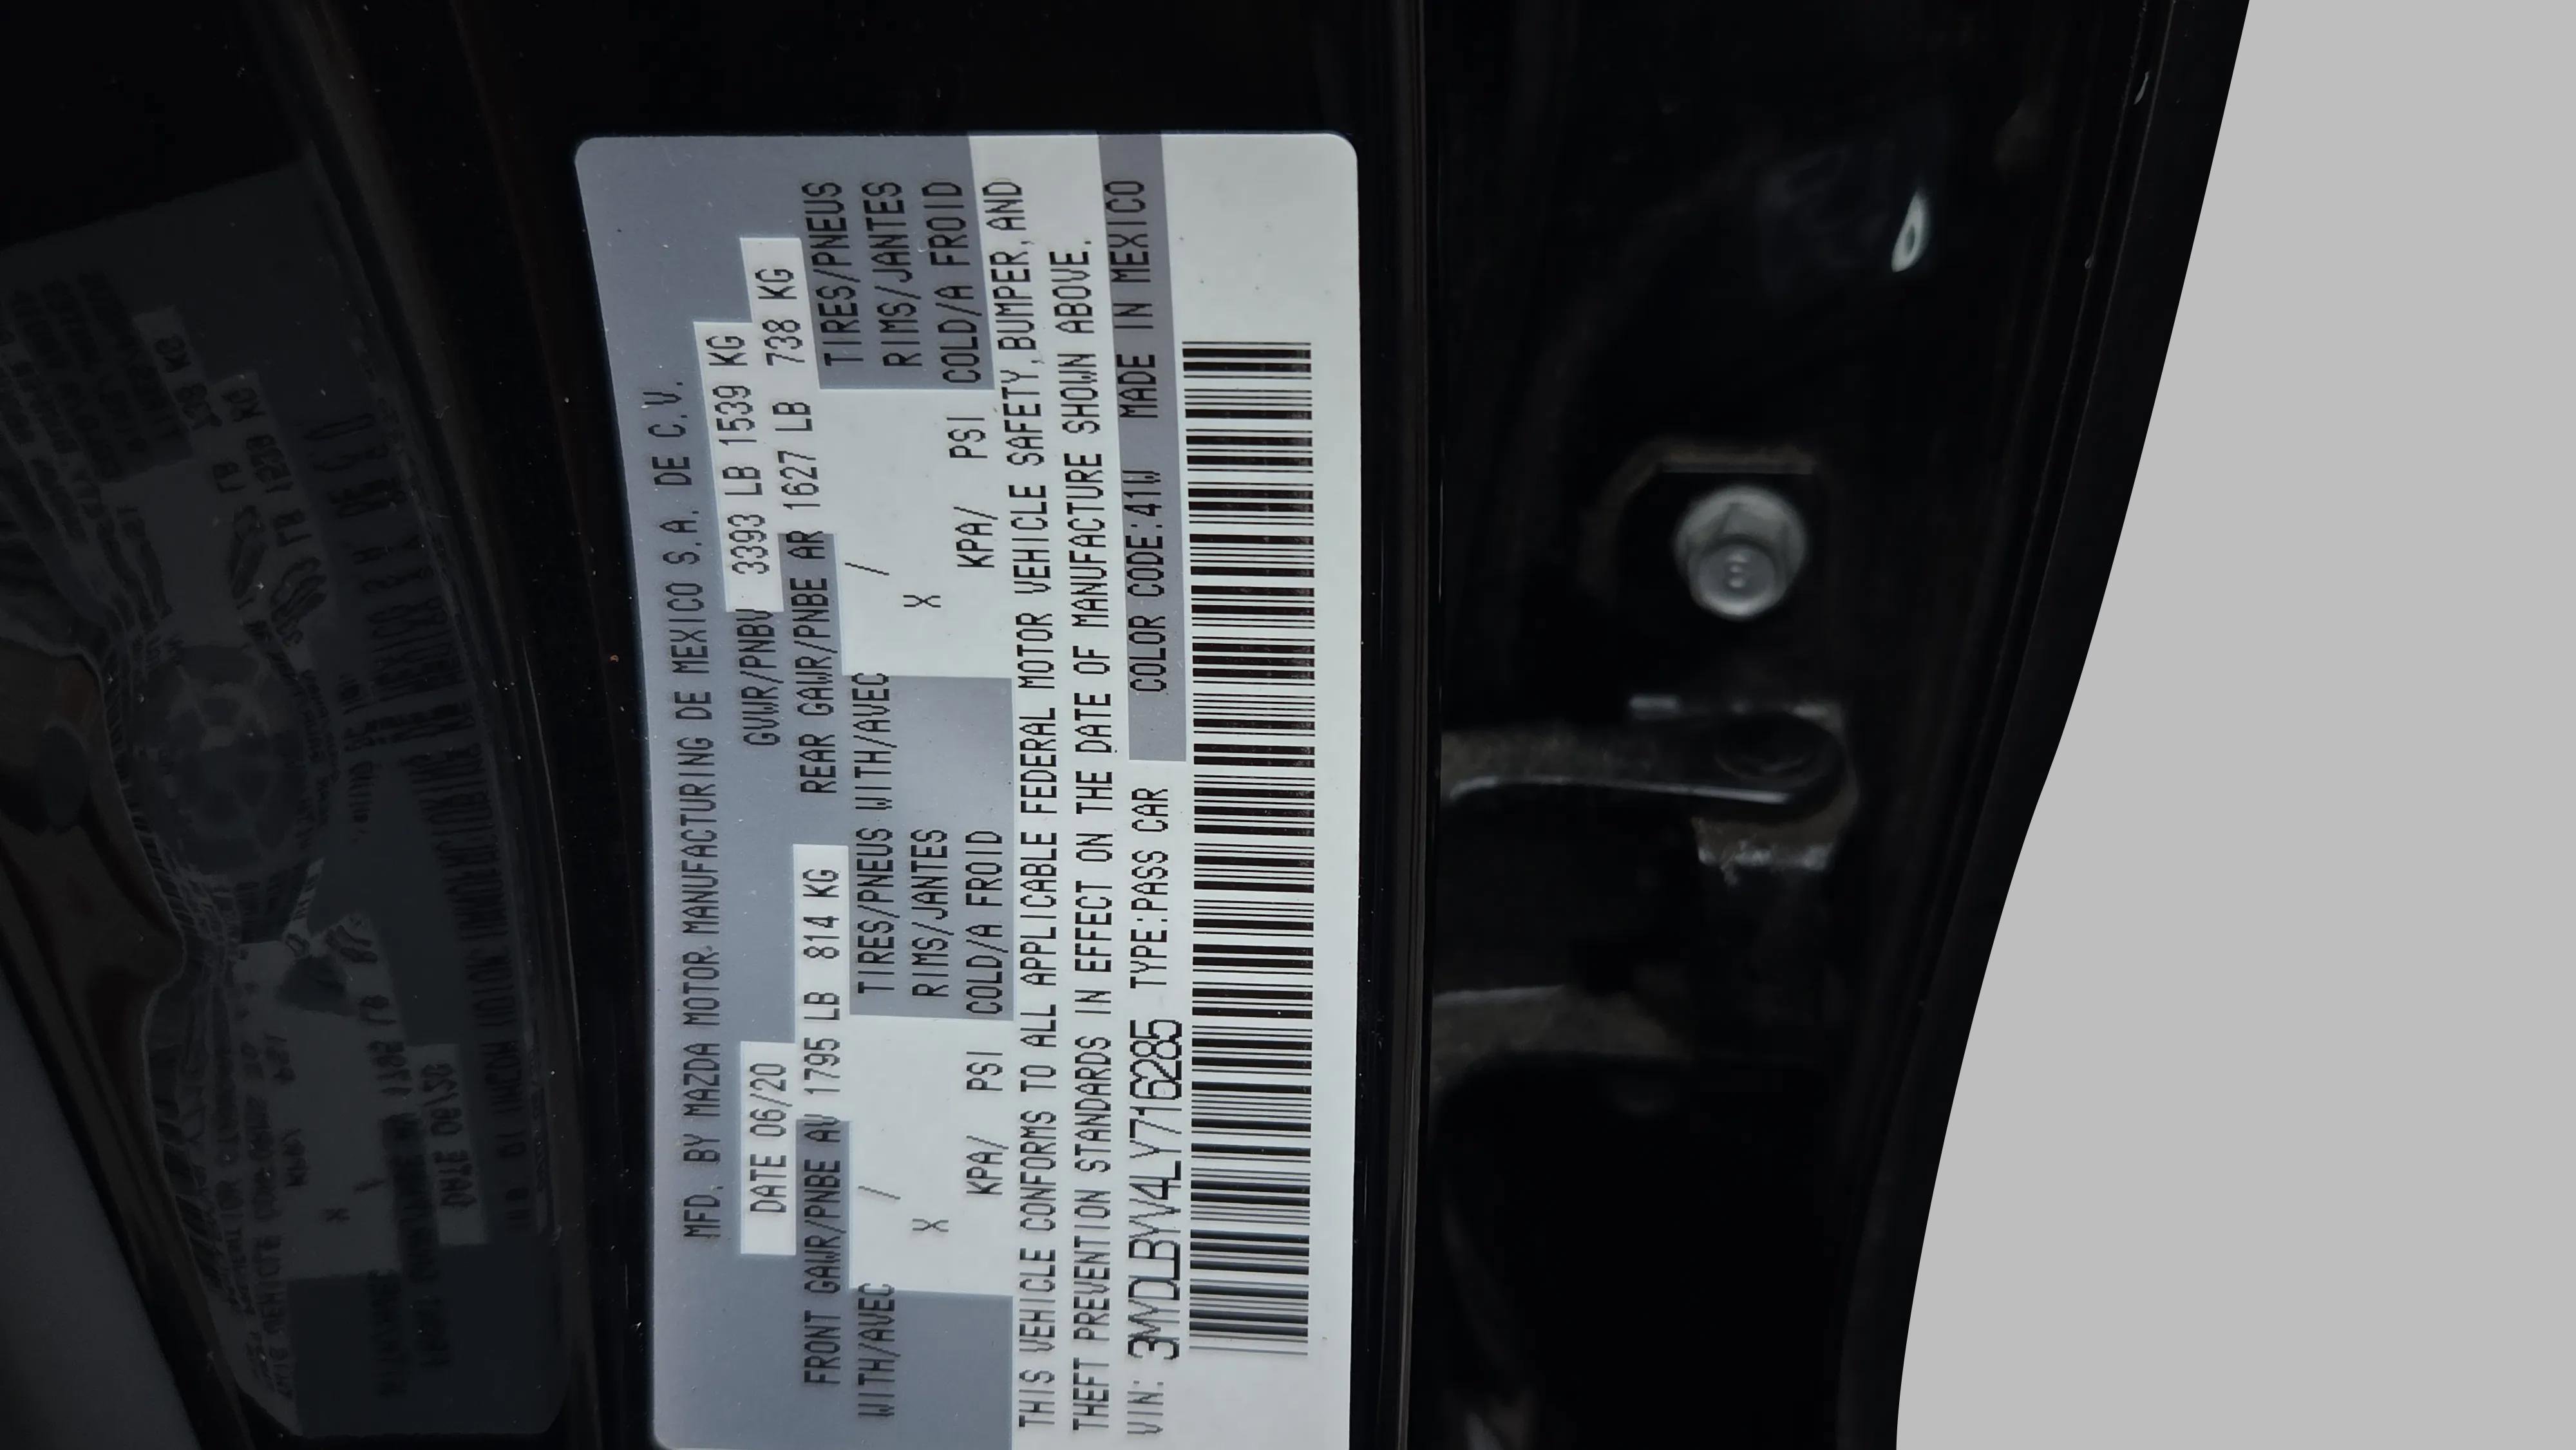 MFD. BY MAZDA MOTOR MANUFACTURING DE MEXICO S.A. DE C.V.
DATE 06/20 GVWR/PNBV 3393 LB 1539 KG
FRONT GAWR/PNBE AV 1795 LB 814 KG REAR GAWR/PNBE AR 1627 LB 738 KG
WITH/AVEC / TIRES/PNEUS WITH/AVEC / TIRES/PNEUS
X RIMS/JANTES X RIMS/JANTES
KPA/ PSI COLD/A FROID KPA/ PSI COLD/A FROID
THIS VEHICLE CONFORMS TO ALL APPLICABLE FEDERAL MOTOR VEHICLE SAFETY,BUMPER,AND
THEFT PREVENTION STANDARDS IN EFFECT ON THE DATE OF MANUFACTURE SHOWN ABOVE.
VIN: 3MYDLBYV4LY716285 TYPE:PASS CAR COLOR CODE:41W MADE IN MEXICO